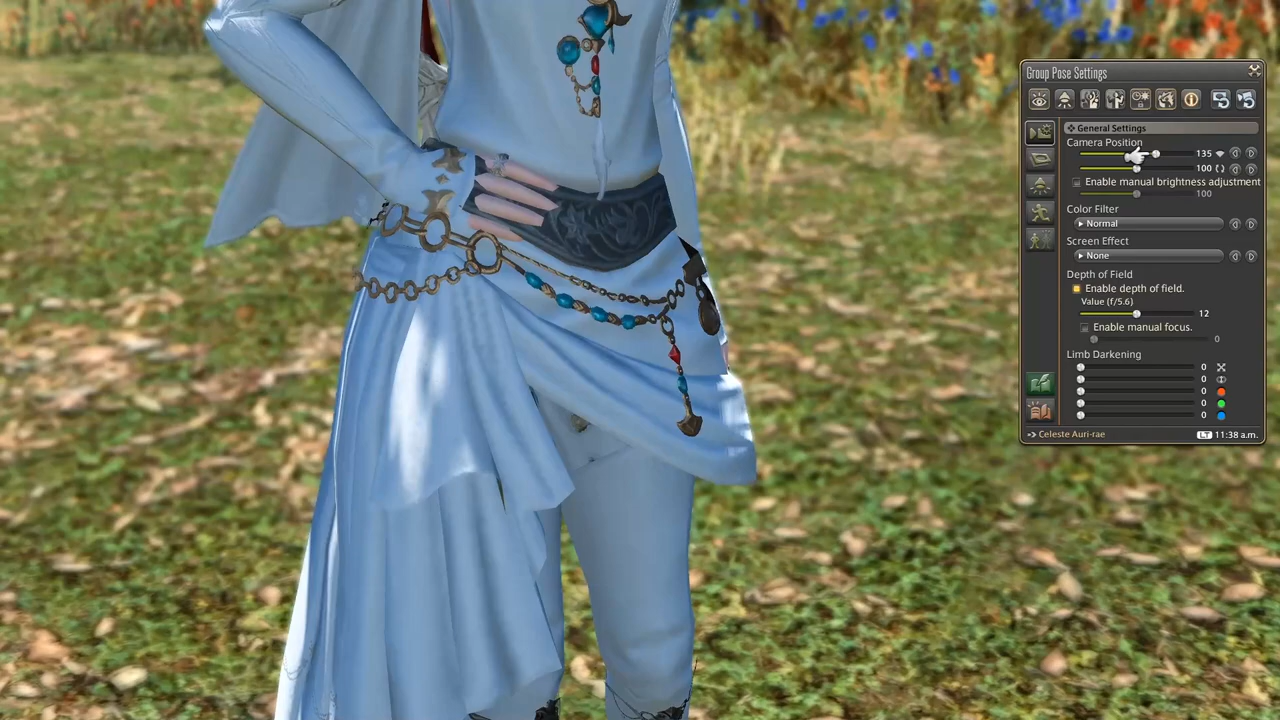 Group Pose Settings
General Settings
Camera Position
135
100
Enable manual brightness adjustment
100
Color Filter
Normal
Screen Effect
None
Depth of Field
Enable depth of field.
Value (f/5.6)
12
Enable manual focus.
0
Limb Darkening
0
0
0
0
0
Celeste Auri-rae
LT 11:38 a.m.